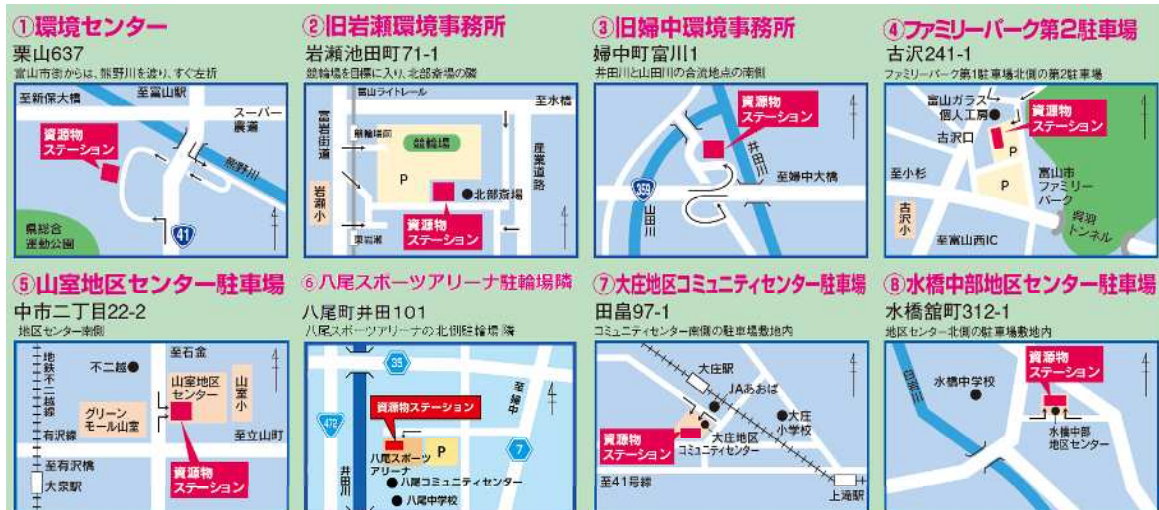 ①環境センター
栗山637
富山市街からは、熊野川を渡り、すぐ左折
至新保大橋
至富山駅
スーパー
農道
資源物
ステーション
熊野川
県総合
運動公園
41
②旧岩瀬環境事務所
岩瀬池田町71-1
競輪場を目標に入り、北部斎場の隣
富山ライトレール
至水橋
富岩街道
競輪場前
競輪場
P
産業道路
岩瀬小
●北部斎場
東岩瀬
資源物
ステーション
③旧婦中環境事務所
婦中町富川1
井田川と山田川の合流地点の南側
資源物
ステーション
井田川
359
至婦中大橋
山田川
④ファミリーパーク第2駐車場
古沢241-1
ファミリーパーク第1駐車場北側の第2駐車場
富山ガラス
個人工房●
資源物
ステーション
古沢口
P
至小杉
P
富山市
ファミリー
パーク
古沢小
呉羽
トンネル
至富山西IC
⑤山室地区センター駐車場
中市二丁目22-2
地区センター南側
地鉄不二越線
不二越●
至石金
山室地区
センター
山室小
グリーン
モール山室
有沢線
至立山町
至有沢橋
大泉駅
資源物
ステーション
⑥八尾スポーツアリーナ駐輪場隣
八尾町井田101
八尾スポーツアリーナの北側駐輪場 隣
35
至婦中
472
資源物ステーション
7
八尾スポーツ
アリーナ
P
井田川
●八尾コミュニティセンター
●八尾中学校
⑦大庄地区コミュニティセンター駐車場
田畠97-1
コミュニティセンター南側の駐車場敷地内
大庄駅
JAあおば
●大庄
小学校
資源物
ステーション
大庄地区
コミュニティセンター
至41号線
上滝駅
⑧水橋中部地区センター駐車場
水橋舘町312-1
地区センター北側の駐車場敷地内
白岩川
水橋中学校
資源物
ステーション
水橋中部
地区センター